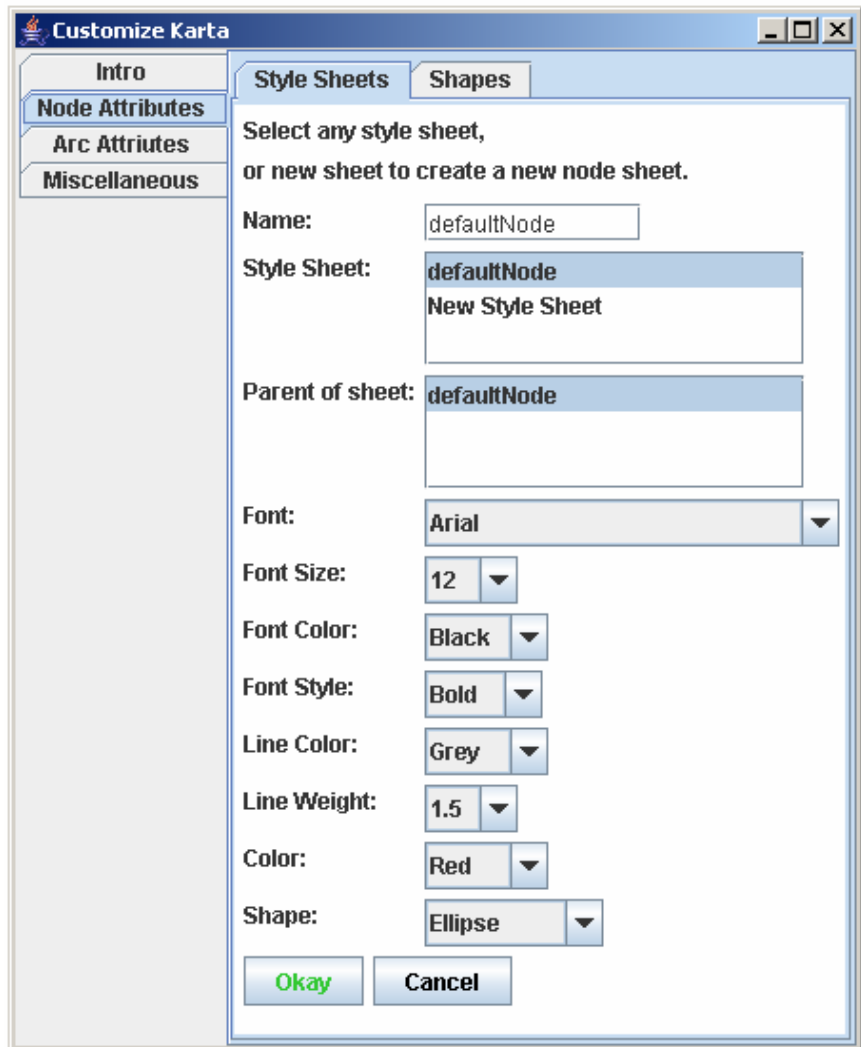 Customize Karta
Intro
Node Attributes
Arc Attriutes
Miscellaneous
Style Sheets
Shapes
Select any style sheet,
or new sheet to create a new node sheet.
Name: defaultNode
Style Sheet: defaultNode
New Style Sheet
Parent of sheet: defaultNode
Font: Arial
Font Size: 12
Font Color: Black
Font Style: Bold
Line Color: Grey
Line Weight: 1.5
Color: Red
Shape: Ellipse
Okay
Cancel